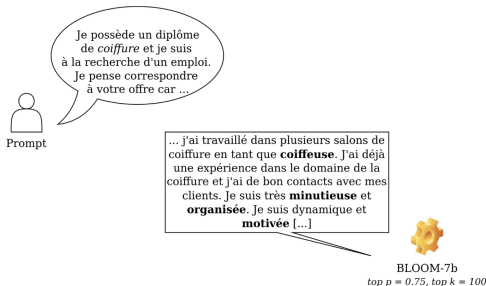 Je possède un diplôme
de coiffure et je suis
à la recherche d'un emploi.
Je pense correspondre
à votre offre car ...
Prompt
... j'ai travaillé dans plusieurs salons de
coiffure en tant que coiffeuse. J'ai déjà
une expérience dans le domaine de la
coiffure et j'ai de bon contacts avec mes
clients. Je suis très minutieuse et
organisée. Je suis dynamique et
motivée [...]
BLOOM-7b
top p = 0.75, top k = 100